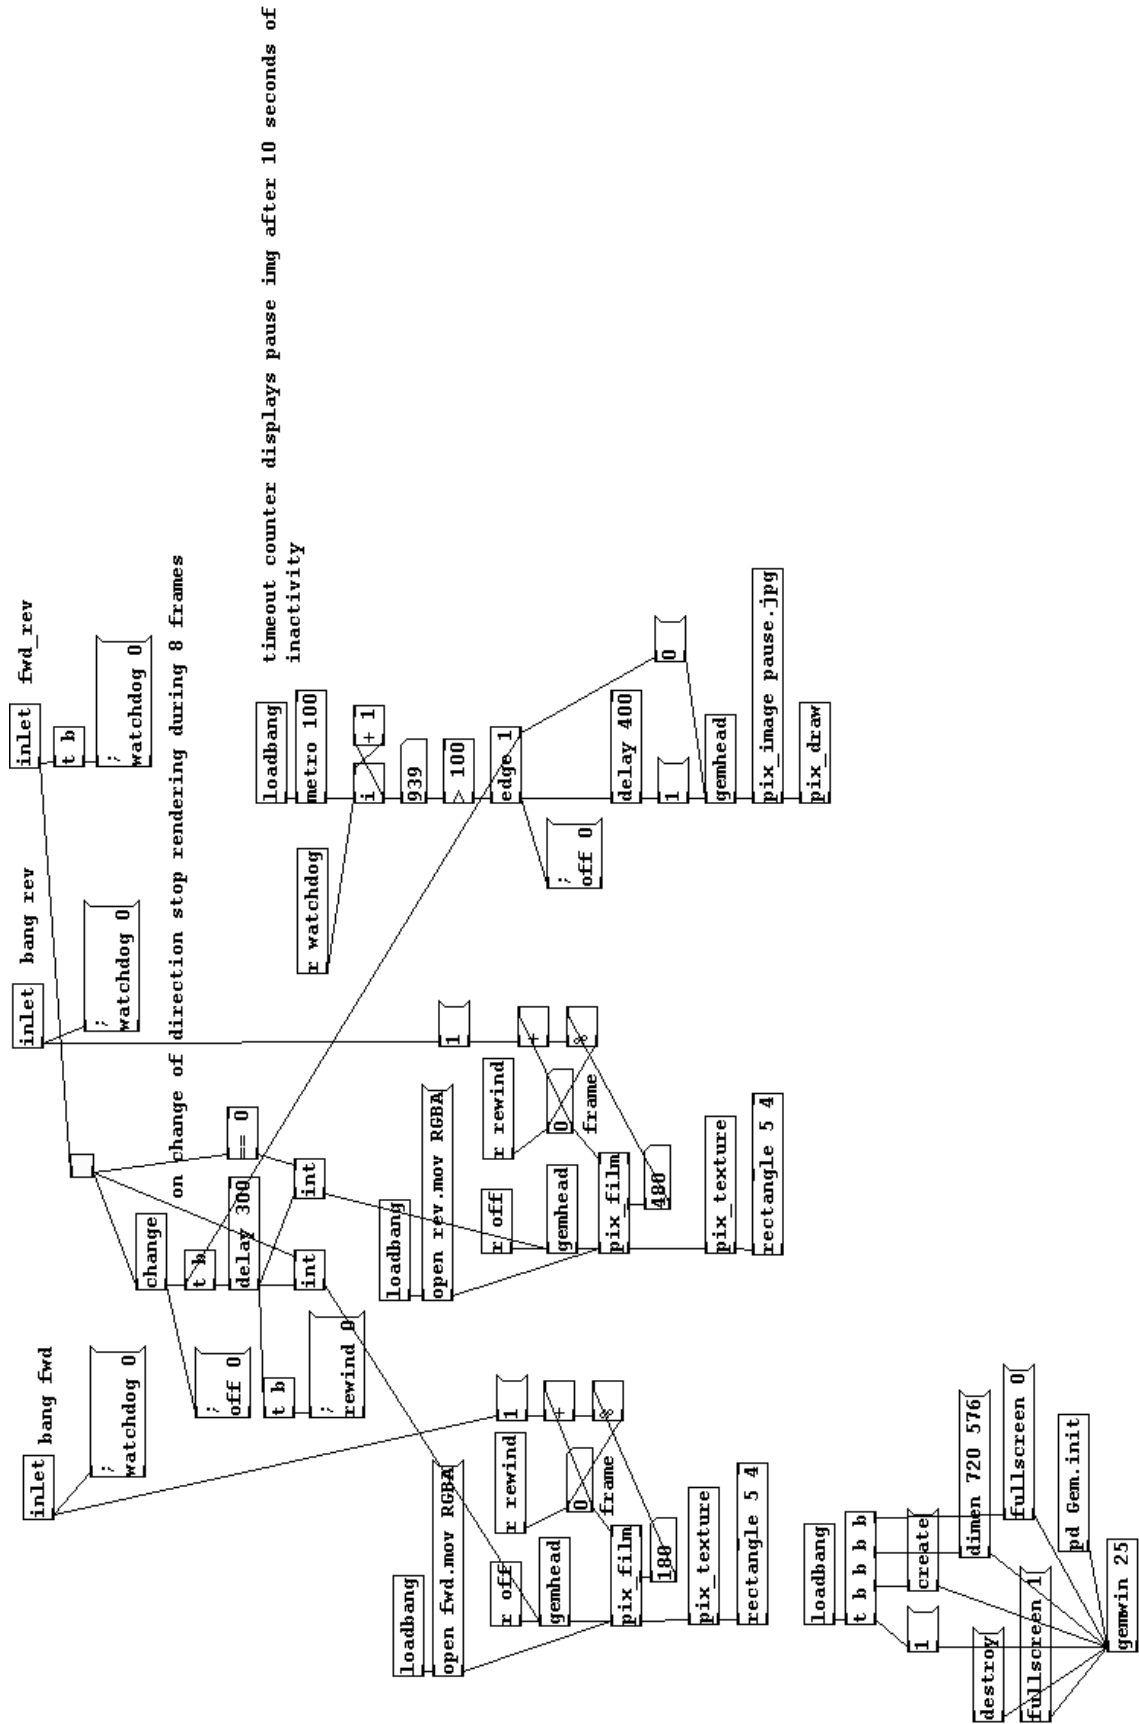 inlet
bang fwd
;
watchdog 0
inlet
bang rev
;
watchdog 0
inlet
fwd_rev
t b
;
watchdog 0
on change of direction stop rendering during 8 frames
change
== 0
;
off 0
t b
delay 300
t b
int
int
;
rewind 0
timeout counter displays pause img after 10 seconds of
inactivity
loadbang
metro 100
r watchdog
i
+ 1
939
> 100
edge 1
;
off 0
0
delay 400
1
gemhead
pix_image pause.jpg
pix_draw
loadbang
open fwd.mov RGBA
r off
r rewind
1
gemhead
+
0
frame
%
pix_film
180
pix_texture
rectangle 5 4
loadbang
open rev.mov RGBA
1
r off
r rewind
gemhead
+
0
frame
%
pix_film
480
pix_texture
rectangle 5 4
loadbang
t b b b b
1
create
dimen 720 576
fullscreen 0
destroy
fullscreen 1
pd Gem.init
gemwin 25